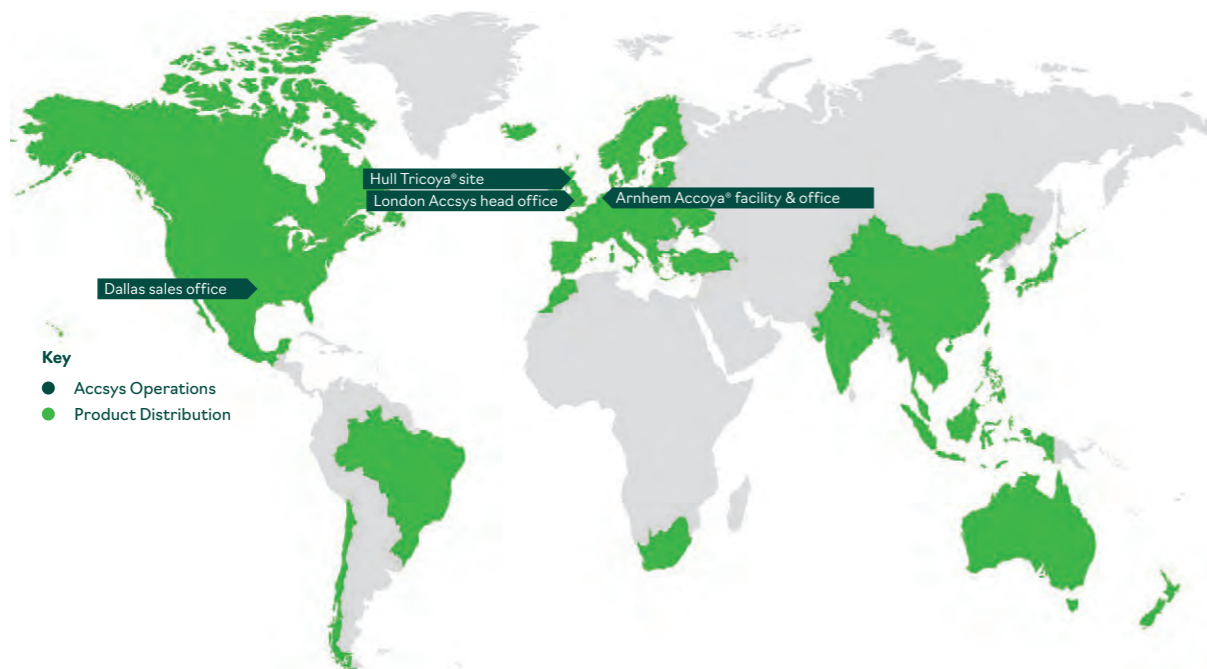 Hull Tricoya® site
London Accsys head office
Arnhem Accoya® facility & office
Dallas sales office
Key
Accsys Operations
Product Distribution